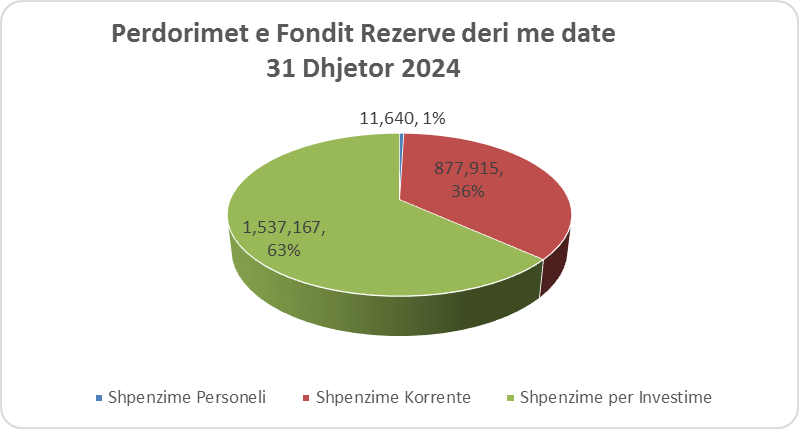 Perdorimet e Fondit Rezerve deri me date
31 Dhjetor 2024
11,640, 1%
877,915,
36%
1,537,167,
63%
Shpenzime Personeli
Shpenzime Korrente
Shpenzime per Investime